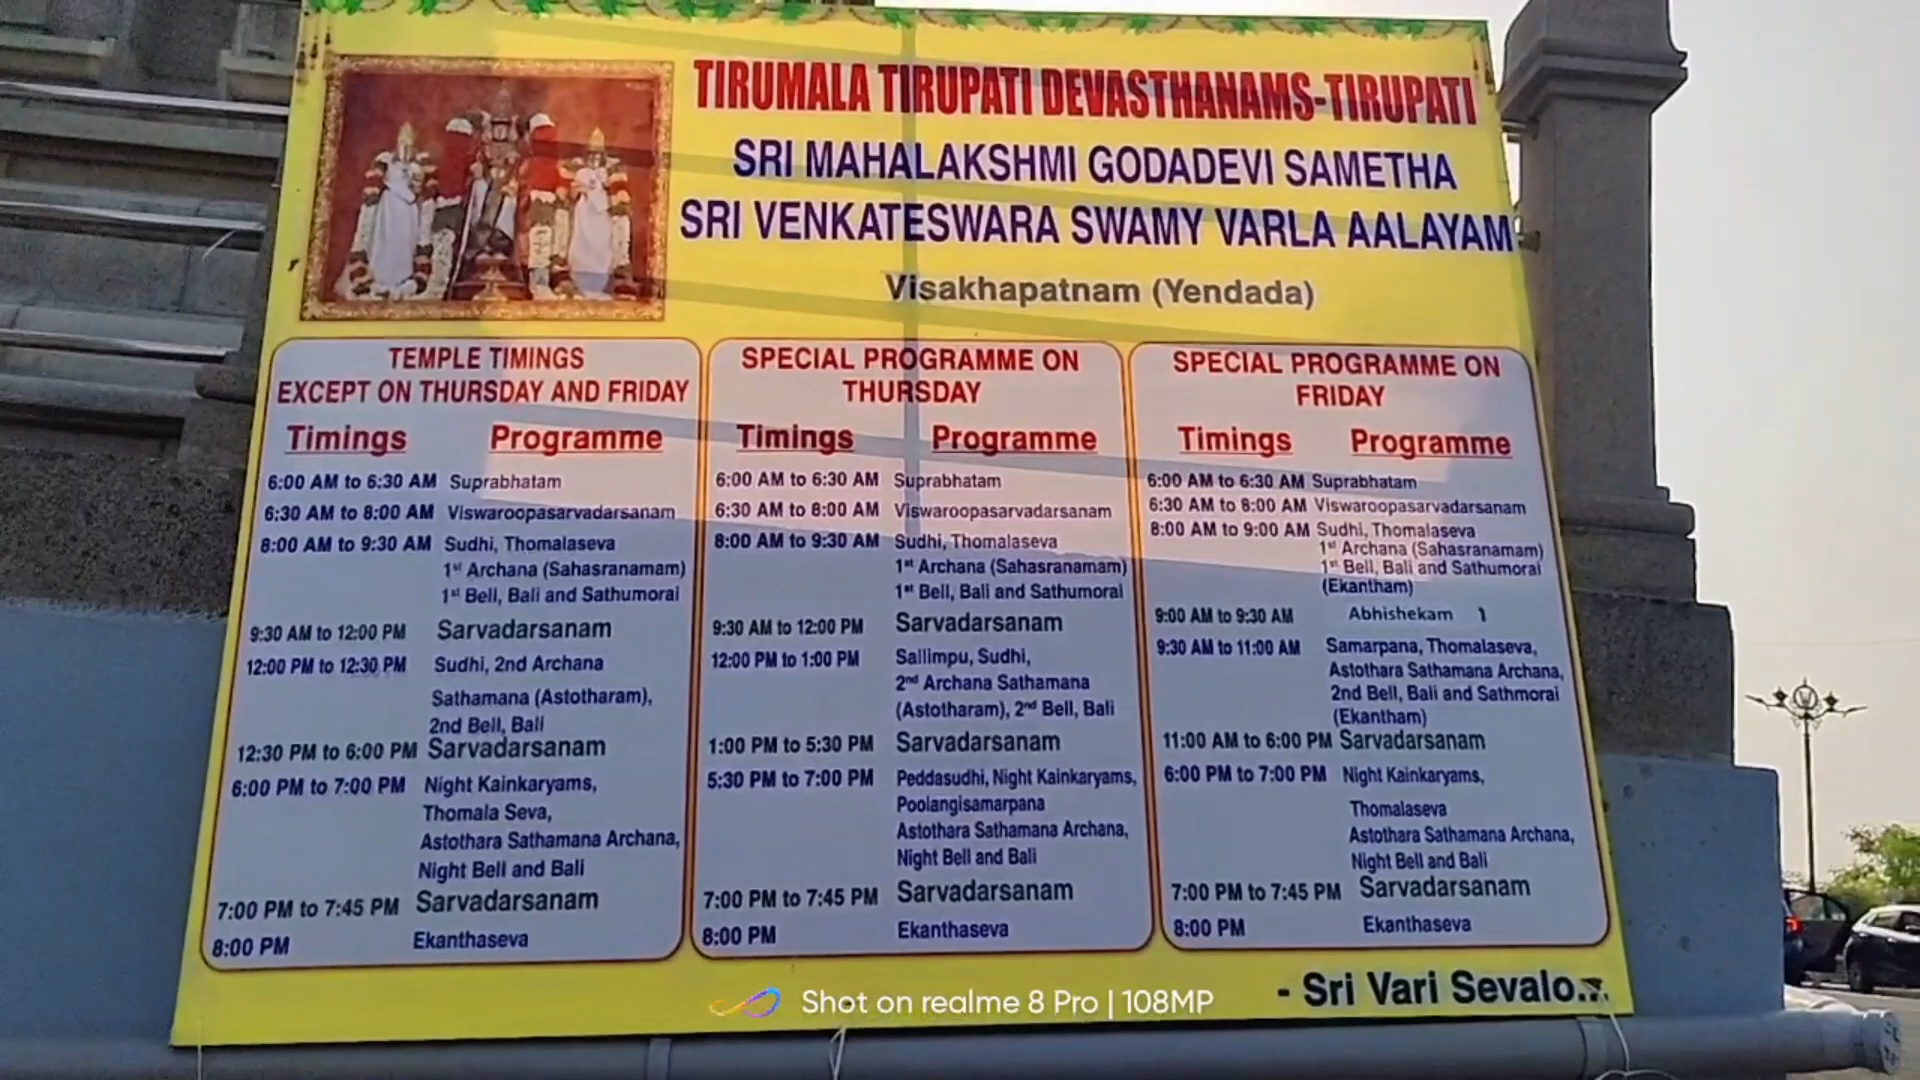 TIRUMALA TIRUPATI DEVASTHANAMS-TIRUPATI
SRI MAHALAKSHMI GODADEVI SAMETHA
SRI VENKATESWARA SWAMY VARLA AALAYAM
Visakhapatnam (Yendada)
TEMPLE TIMINGS
EXCEPT ON THURSDAY AND FRIDAY
Timings Programme
6:00 AM to 6:30 AM Suprabhatam
6:30 AM to 8:00 AM Viswaroopasarvadarsanam
8:00 AM to 9:30 AM Sudhi, Thomalaseva
1st Archana (Sahasranamam)
1st Bell, Bali and Sathumorai
9:30 AM to 12:00 PM Sarvadarsanam
12:00 PM to 12:30 PM Sudhi, 2nd Archana
Sathamana (Astotharam),
2nd Bell, Bali
12:30 PM to 6:00 PM Sarvadarsanam
6:00 PM to 7:00 PM Night Kainkaryams,
Thomala Seva,
Astothara Sathamana Archana,
Night Bell and Bali
7:00 PM to 7:45 PM Sarvadarsanam
8:00 PM Ekanthaseva
SPECIAL PROGRAMME ON
THURSDAY
Timings Programme
6:00 AM to 6:30 AM Suprabhatam
6:30 AM to 8:00 AM Viswaroopasarvadarsanam
8:00 AM to 9:30 AM Sudhi, Thomalaseva
1st Archana (Sahasranamam)
1st Bell, Bali and Sathumorai
9:30 AM to 12:00 PM Sarvadarsanam
12:00 PM to 1:00 PM Sallimpu, Sudhi,
2nd Archana Sathamana
(Astotharam), 2nd Bell, Bali
1:00 PM to 5:30 PM Sarvadarsanam
5:30 PM to 7:00 PM Peddasudhi, Night Kainkaryams,
Poolangisamarpana
Astothara Sathamana Archana,
Night Bell and Bali
7:00 PM to 7:45 PM Sarvadarsanam
8:00 PM Ekanthaseva
SPECIAL PROGRAMME ON
FRIDAY
Timings Programme
6:00 AM to 6:30 AM Suprabhatam
6:30 AM to 8:00 AM Viswaroopasarvadarsanam
8:00 AM to 9:00 AM Sudhi, Thomalaseva
1st Archana (Sahasranamam)
1st Bell, Bali and Sathumorai
(Ekantham)
9:00 AM to 9:30 AM Abhishekam
9:30 AM to 11:00 AM Samarpana, Thomalaseva,
Astothara Sathamana Archana,
2nd Bell, Bali and Sathmorai
(Ekantham)
11:00 AM to 6:00 PM Sarvadarsanam
6:00 PM to 7:00 PM Night Kainkaryams,
Thomalaseva
Astothara Sathamana Archana,
Night Bell and Bali
7:00 PM to 7:45 PM Sarvadarsanam
8:00 PM Ekanthaseva
- Sri Vari Sevalo...
Shot on realme 8 Pro | 108MP